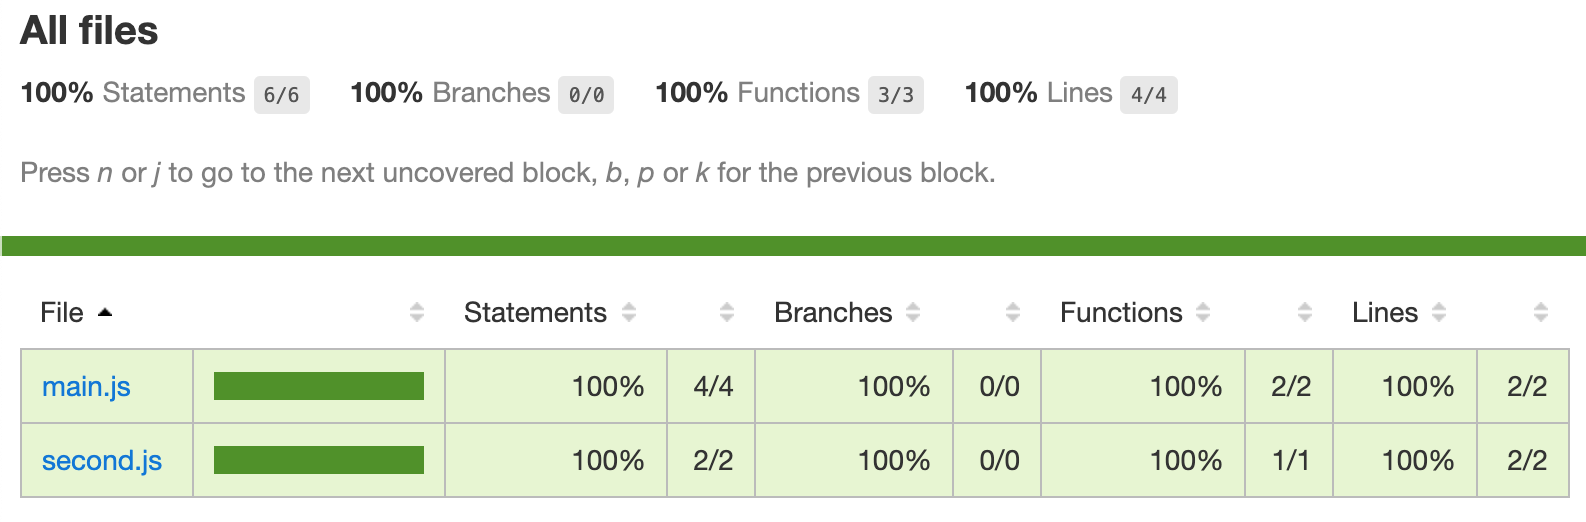 All files
100% Statements 6/6 100% Branches 0/0 100% Functions 3/3 100% Lines 4/4
Press n or j to go to the next uncovered block, b, p or k for the previous block.
File Statements Branches Functions Lines
main.js 100% 4/4 100% 0/0 100% 2/2 100% 2/2
second.js 100% 2/2 100% 0/0 100% 1/1 100% 2/2